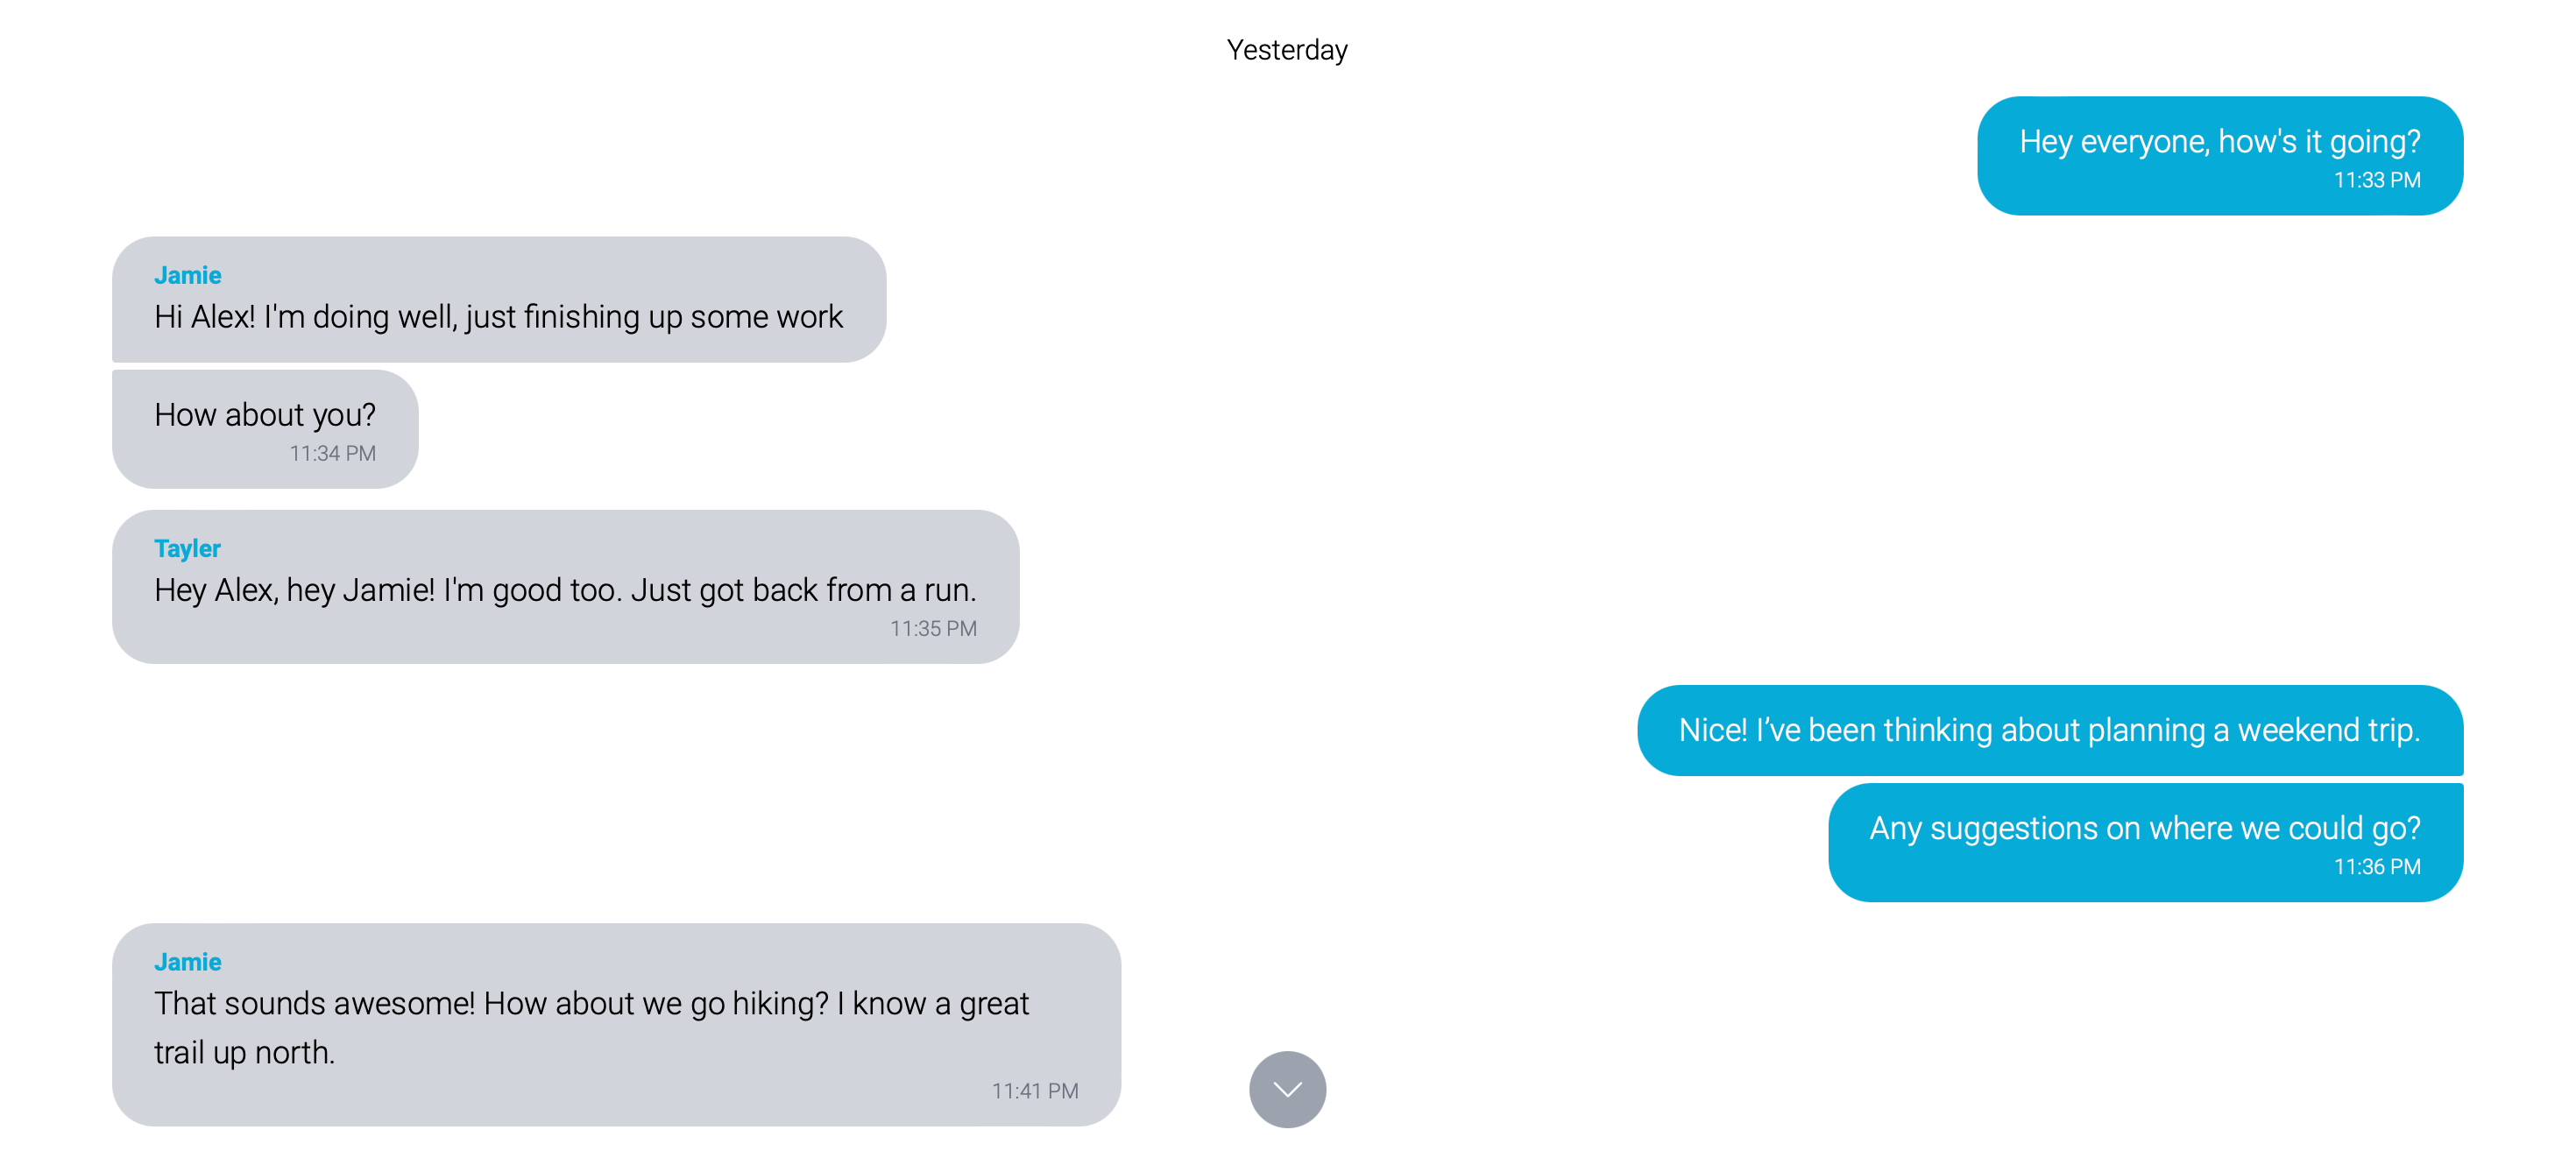 Yesterday
Hey everyone, how's it going?
11:33 PM
Jamie
Hi Alex! I'm doing well, just finishing up some work
How about you?
11:34 PM
Tayler
Hey Alex, hey Jamie! I'm good too. Just got back from a run.
11:35 PM
Nice! I’ve been thinking about planning a weekend trip.
Any suggestions on where we could go?
11:36 PM
Jamie
That sounds awesome! How about we go hiking? I know a great
trail up north.
11:41 PM